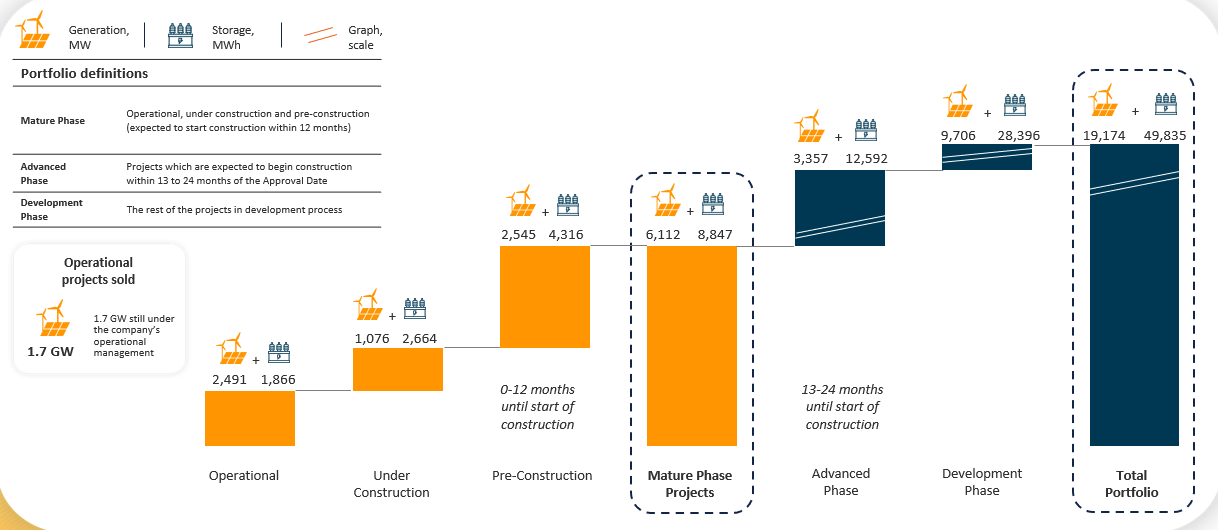 Generation,
MW
Storage,
MWh
Graph,
scale
Portfolio definitions
Mature Phase
Operational, under construction and pre-construction
(expected to start construction within 12 months)
Advanced
Phase
Projects which are expected to begin construction
within 13 to 24 months of the Approval Date
Development
Phase
The rest of the projects in development process
Operational
projects sold
1.7 GW
1.7 GW still under
the company's
operational
management
+
2,491 1,866
Operational
+
1,076 2,664
Under
Construction
+
2,545 4,316
0-12 months
until start of
construction
Pre-Construction
+
6,112 8,847
Mature Phase
Projects
+
3,357 12,592
13-24 months
until start of
construction
Advanced
Phase
+
9,706 28,396
Development
Phase
+
19,174 49,835
Total
Portfolio